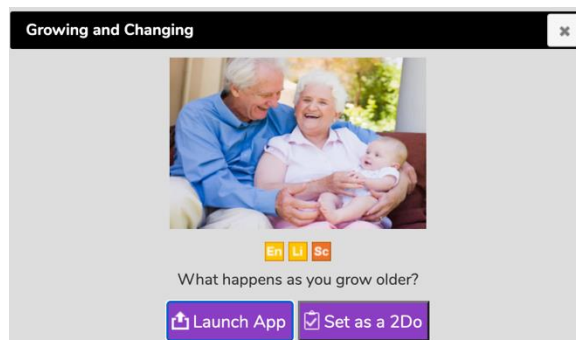 Growing and Changing
En Li Sc
What happens as you grow older?
Launch App Set as a 2Do